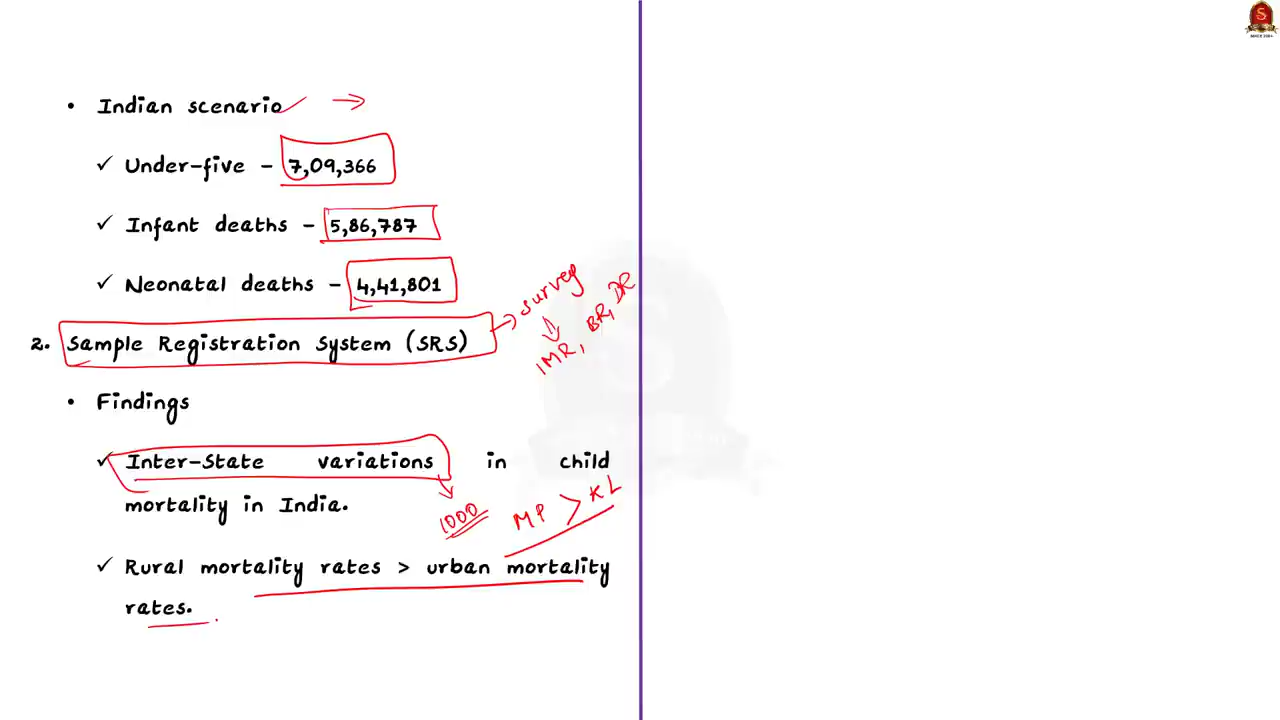 • Indian scenario →
✓ Under-five - 7,09,366
✓ Infant deaths - 5,86,787
✓ Neonatal deaths - 4,41,801
survey
IMR, BR, DR
2. Sample Registration System (SRS)
• Findings
✓ Inter-State variations in child
mortality in India.
1000
MP > KL
✓ Rural mortality rates > urban mortality
rates.